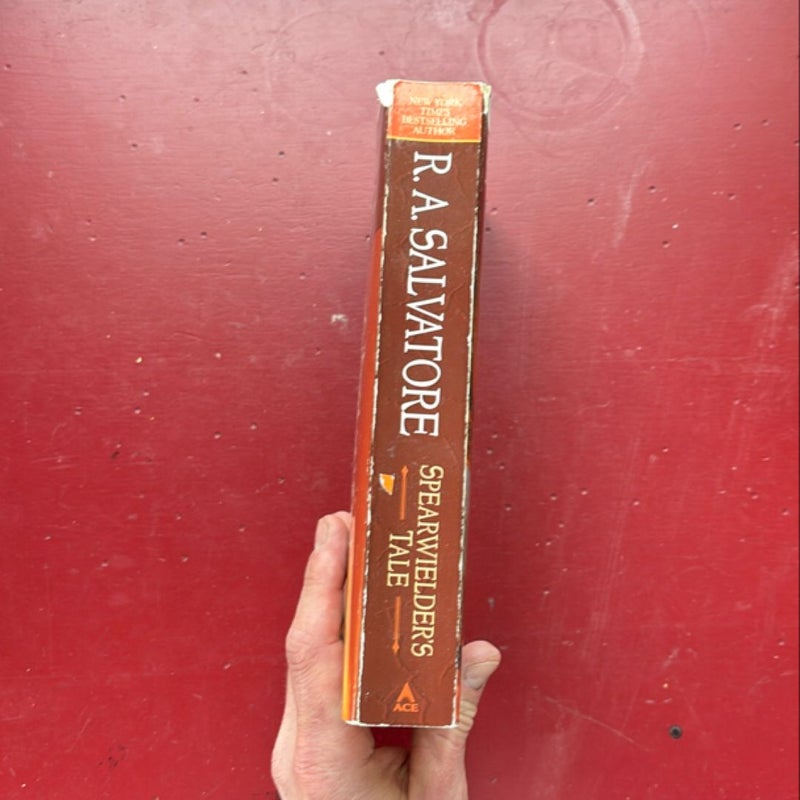 NEW YORK
TIMES
BESTSELLING
AUTHOR
R. A. SALVATORE
SPEARWIELDER'S
TALE
ACE